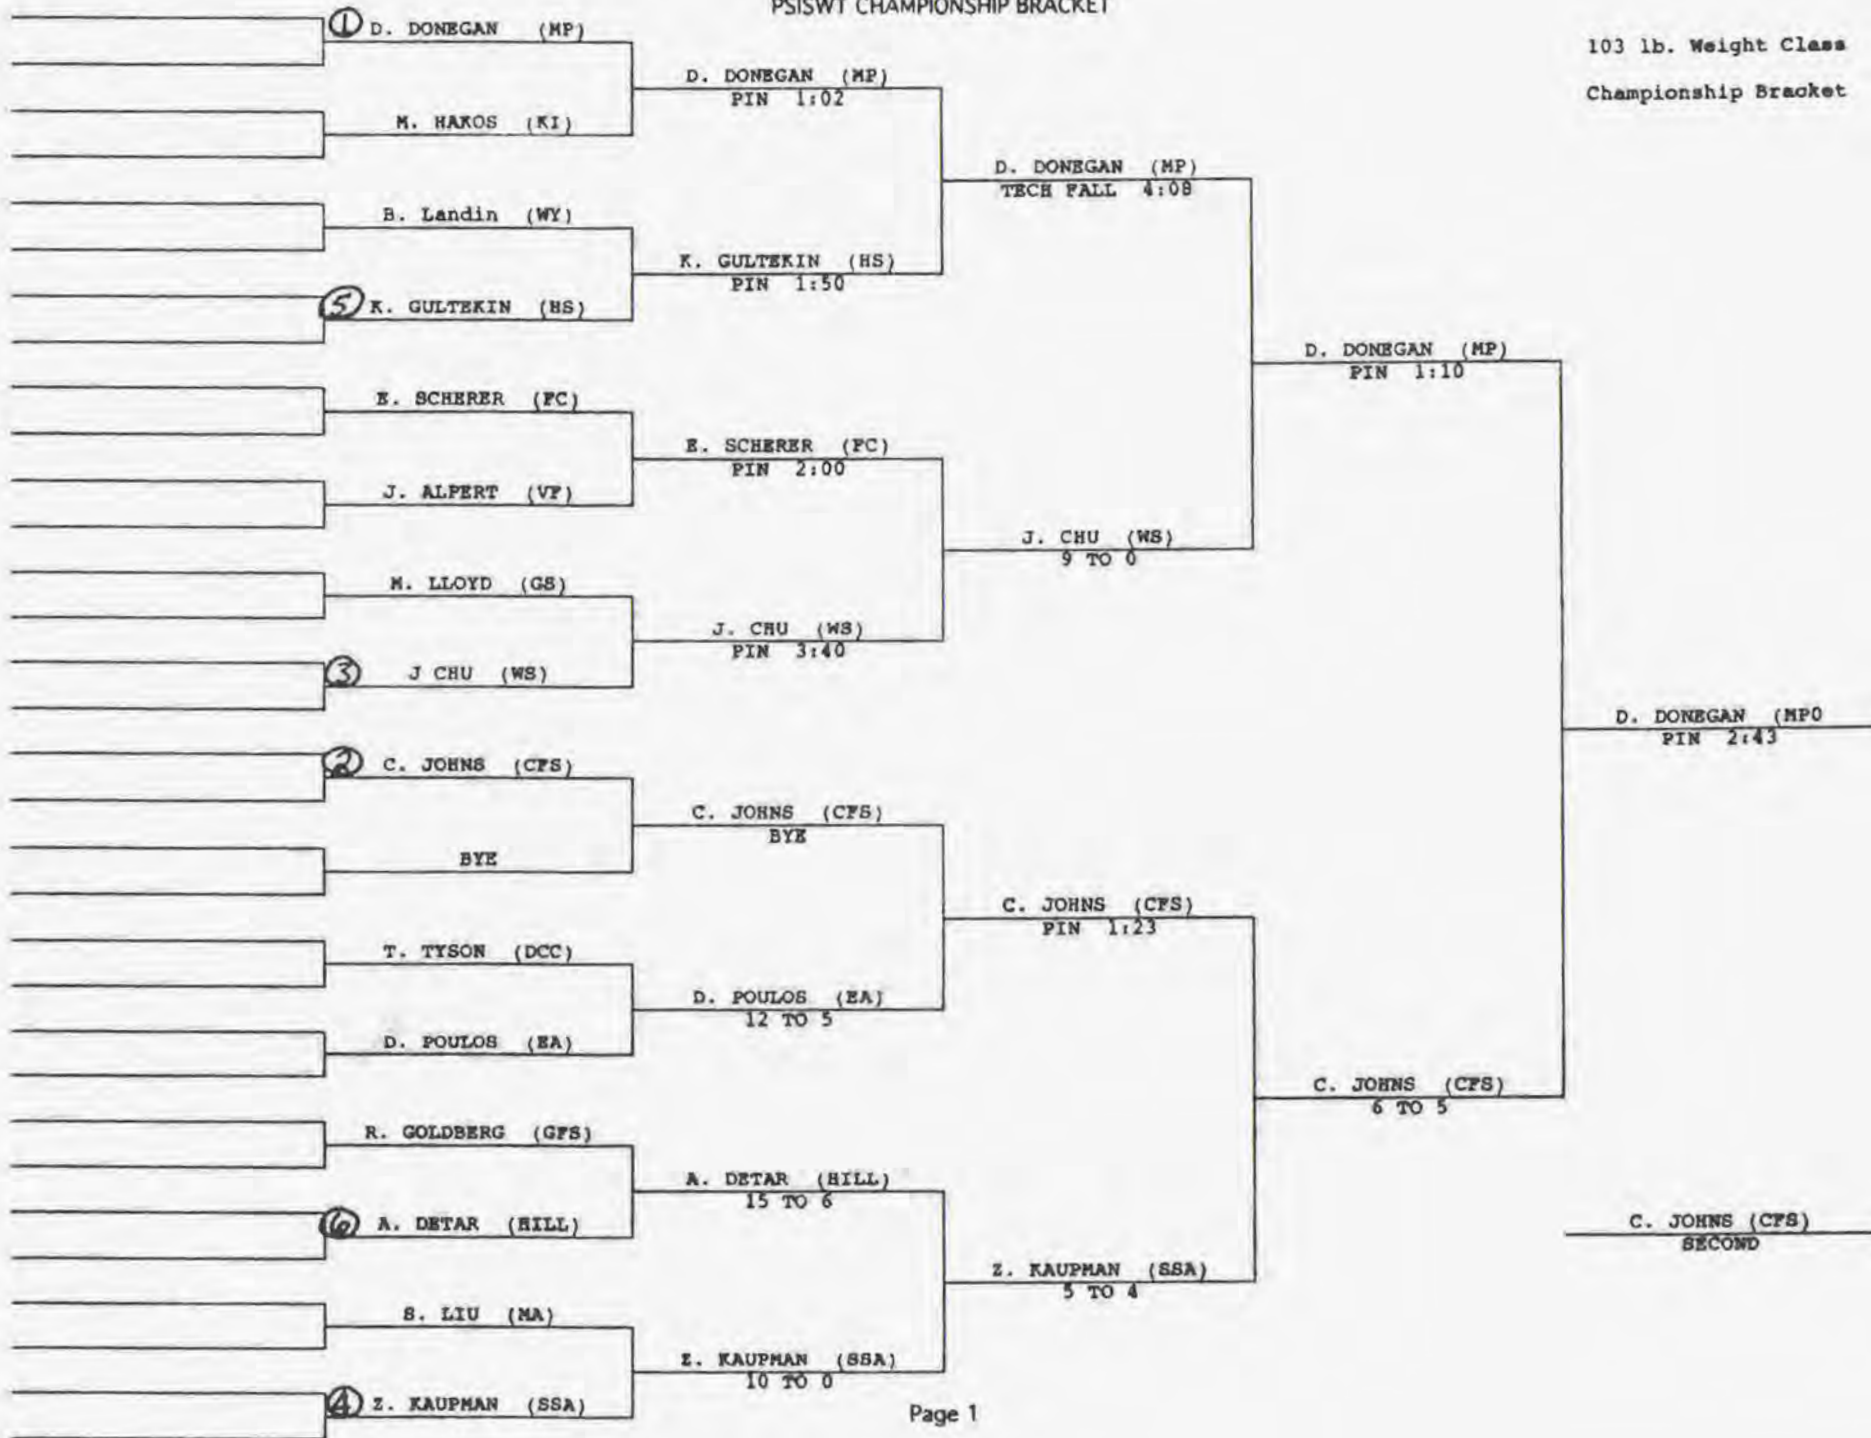 PSISWT CHAMPIONSHIP BRACKET
103 lb. Weight Class
Championship Bracket
1 D. DONEGAN (MP)
M. HAKOS (KI)
B. Landin (WY)
5 K. GULTEKIN (HS)
E. SCHERER (FC)
J. ALPERT (VF)
M. LLOYD (GS)
3 J CHU (WS)
2 C. JOHNS (CFS)
BYE
T. TYSON (DCC)
D. POULOS (EA)
R. GOLDBERG (GFS)
6 A. DETAR (HILL)
S. LIU (MA)
4 Z. KAUPMAN (SSA)
D. DONEGAN (MP)
PIN 1:02
K. GULTEKIN (HS)
PIN 1:50
E. SCHERER (FC)
PIN 2:00
J. CHU (WS)
PIN 3:40
C. JOHNS (CFS)
BYE
D. POULOS (EA)
12 TO 5
A. DETAR (HILL)
15 TO 6
Z. KAUPMAN (SSA)
10 TO 0
D. DONEGAN (MP)
TECH FALL 4:08
J. CHU (WS)
9 TO 0
C. JOHNS (CFS)
PIN 1:23
Z. KAUPMAN (SSA)
5 TO 4
D. DONEGAN (MP)
PIN 1:10
C. JOHNS (CFS)
6 TO 5
D. DONEGAN (MP0
PIN 2:43
C. JOHNS (CFS)
SECOND
Page 1